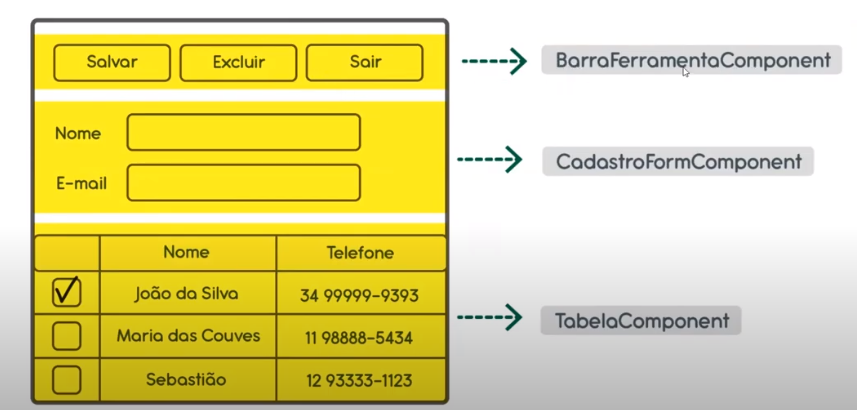 Salvar Excluir Sair
BarraFerramentaComponent
Nome
CadastroFormComponent
E-mail
Nome Telefone
João da Silva 34 99999-9393
TabelaComponent
Maria das Couves 11 98888-5434
Sebastião 12 93333-1123